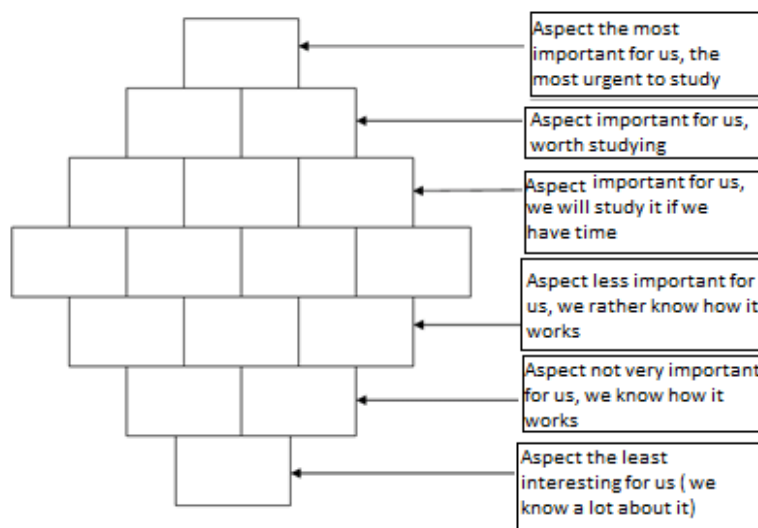 Aspect the most
important for us, the
most urgent to study
Aspect important for us,
worth studying
Aspect important for us,
we will study it if we
have time
Aspect less important for
us, we rather know how it
works
Aspect not very important
for us, we know how it
works
Aspect the least
interesting for us ( we
know a lot about it)